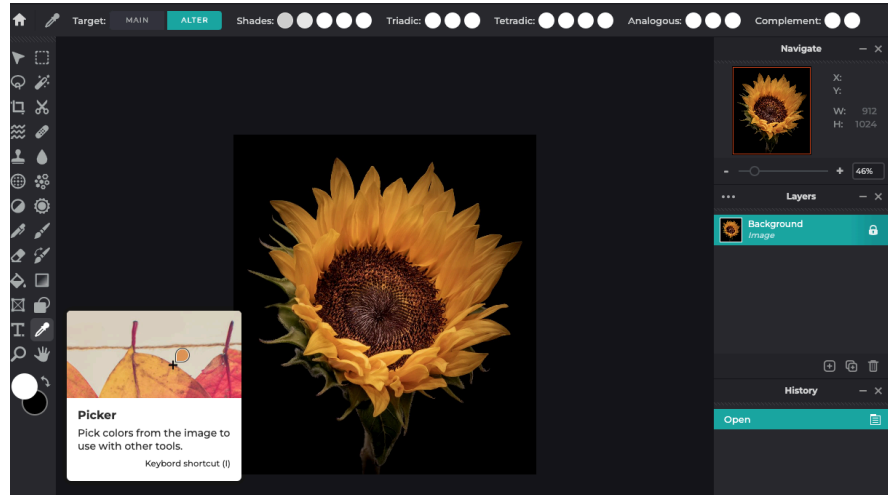 Target: MAIN ALTER Shades: Triadic: Tetradic: Analogous: Complement:
Navigate
X:
Y:
W: 912
H: 1024
- + 46%
Layers
Background
Image
T.
Picker
Pick colors from the image to
use with other tools.
Keybord shortcut (I)
History
Open